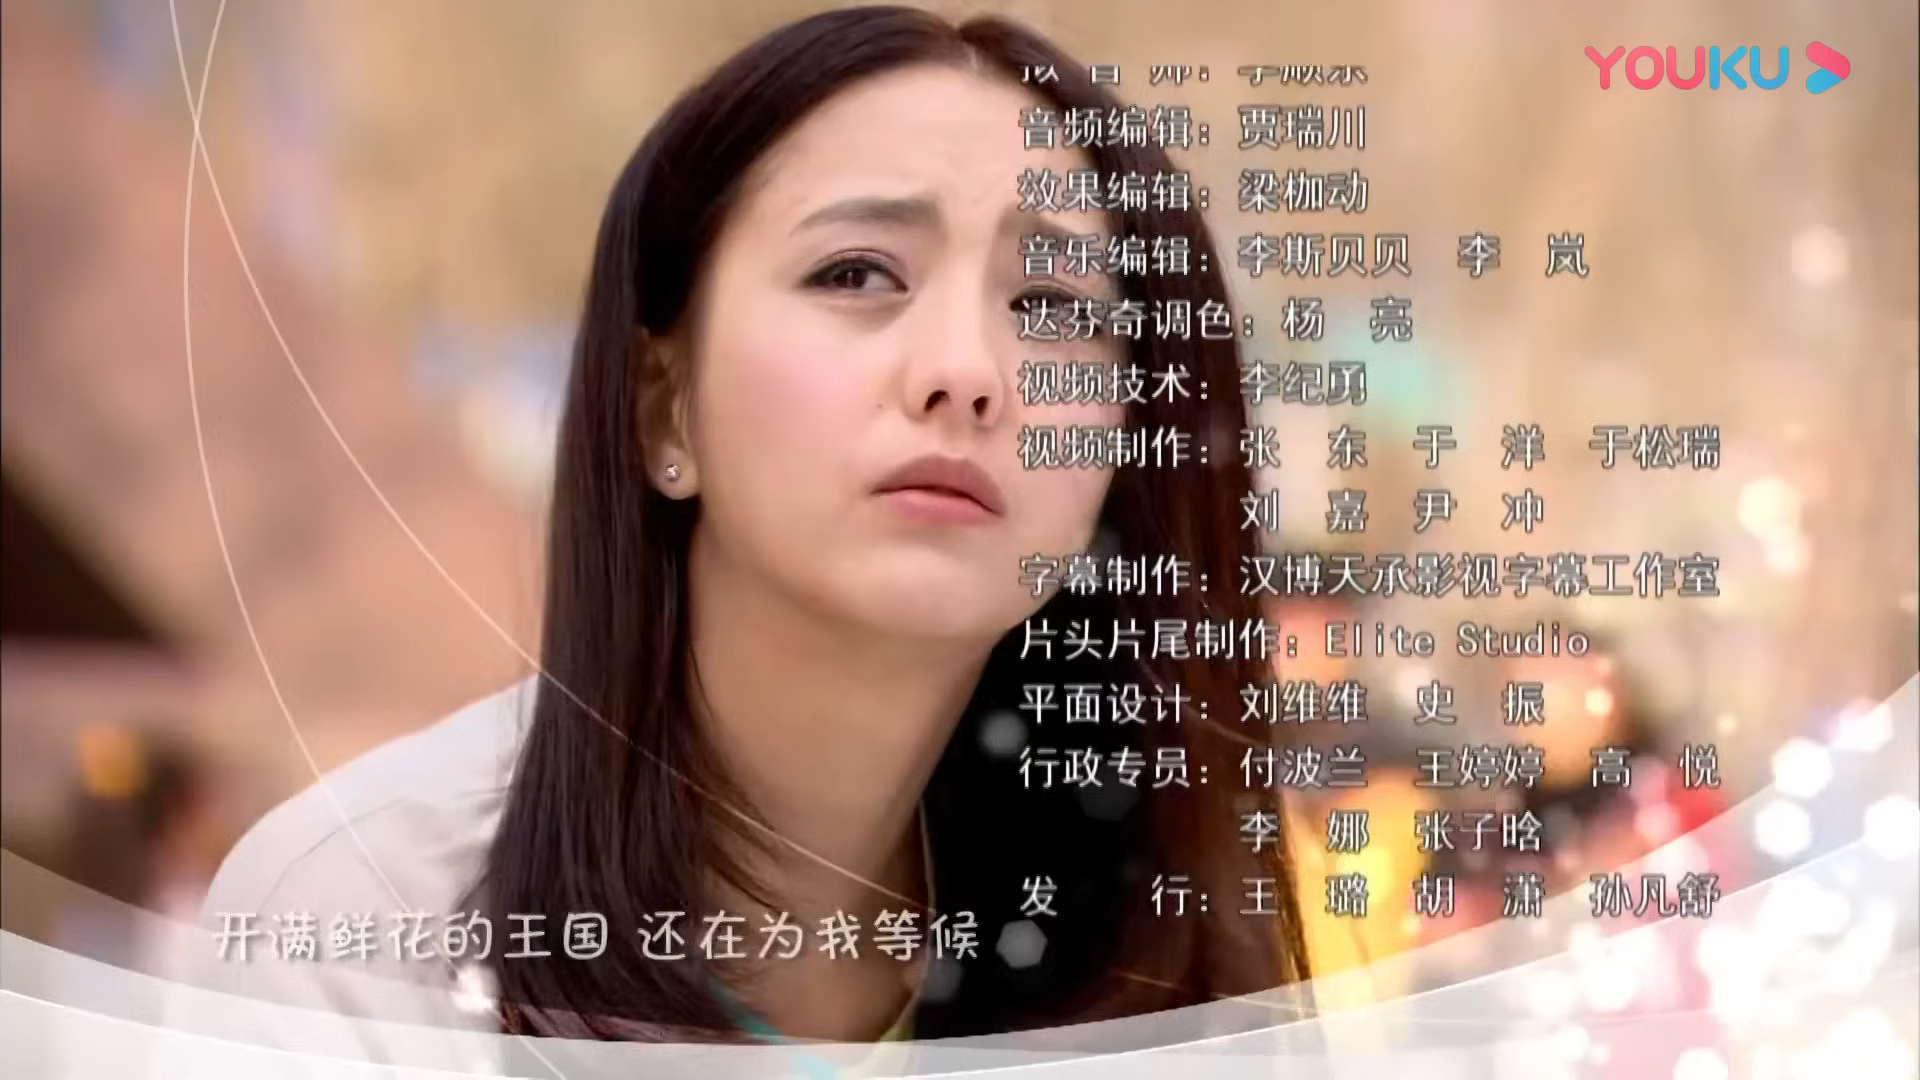 YOUKU
拟 音 师：李顺东
音频编辑：贾瑞川
效果编辑：梁枷动
音乐编辑：李斯贝贝 李 岚
达芬奇调色：杨 亮
视频技术：李纪勇
视频制作：张 东 于 洋 于松瑞
刘 嘉 尹 冲
字幕制作：汉博天承影视字幕工作室
片头片尾制作：Elite Studio
平面设计：刘维维 史 振
行政专员：付波兰 王婷婷 高 悦
李 娜 张子晗
发 行：王 璐 胡 潇 孙凡舒
开满鲜花的王国 还在为我等候